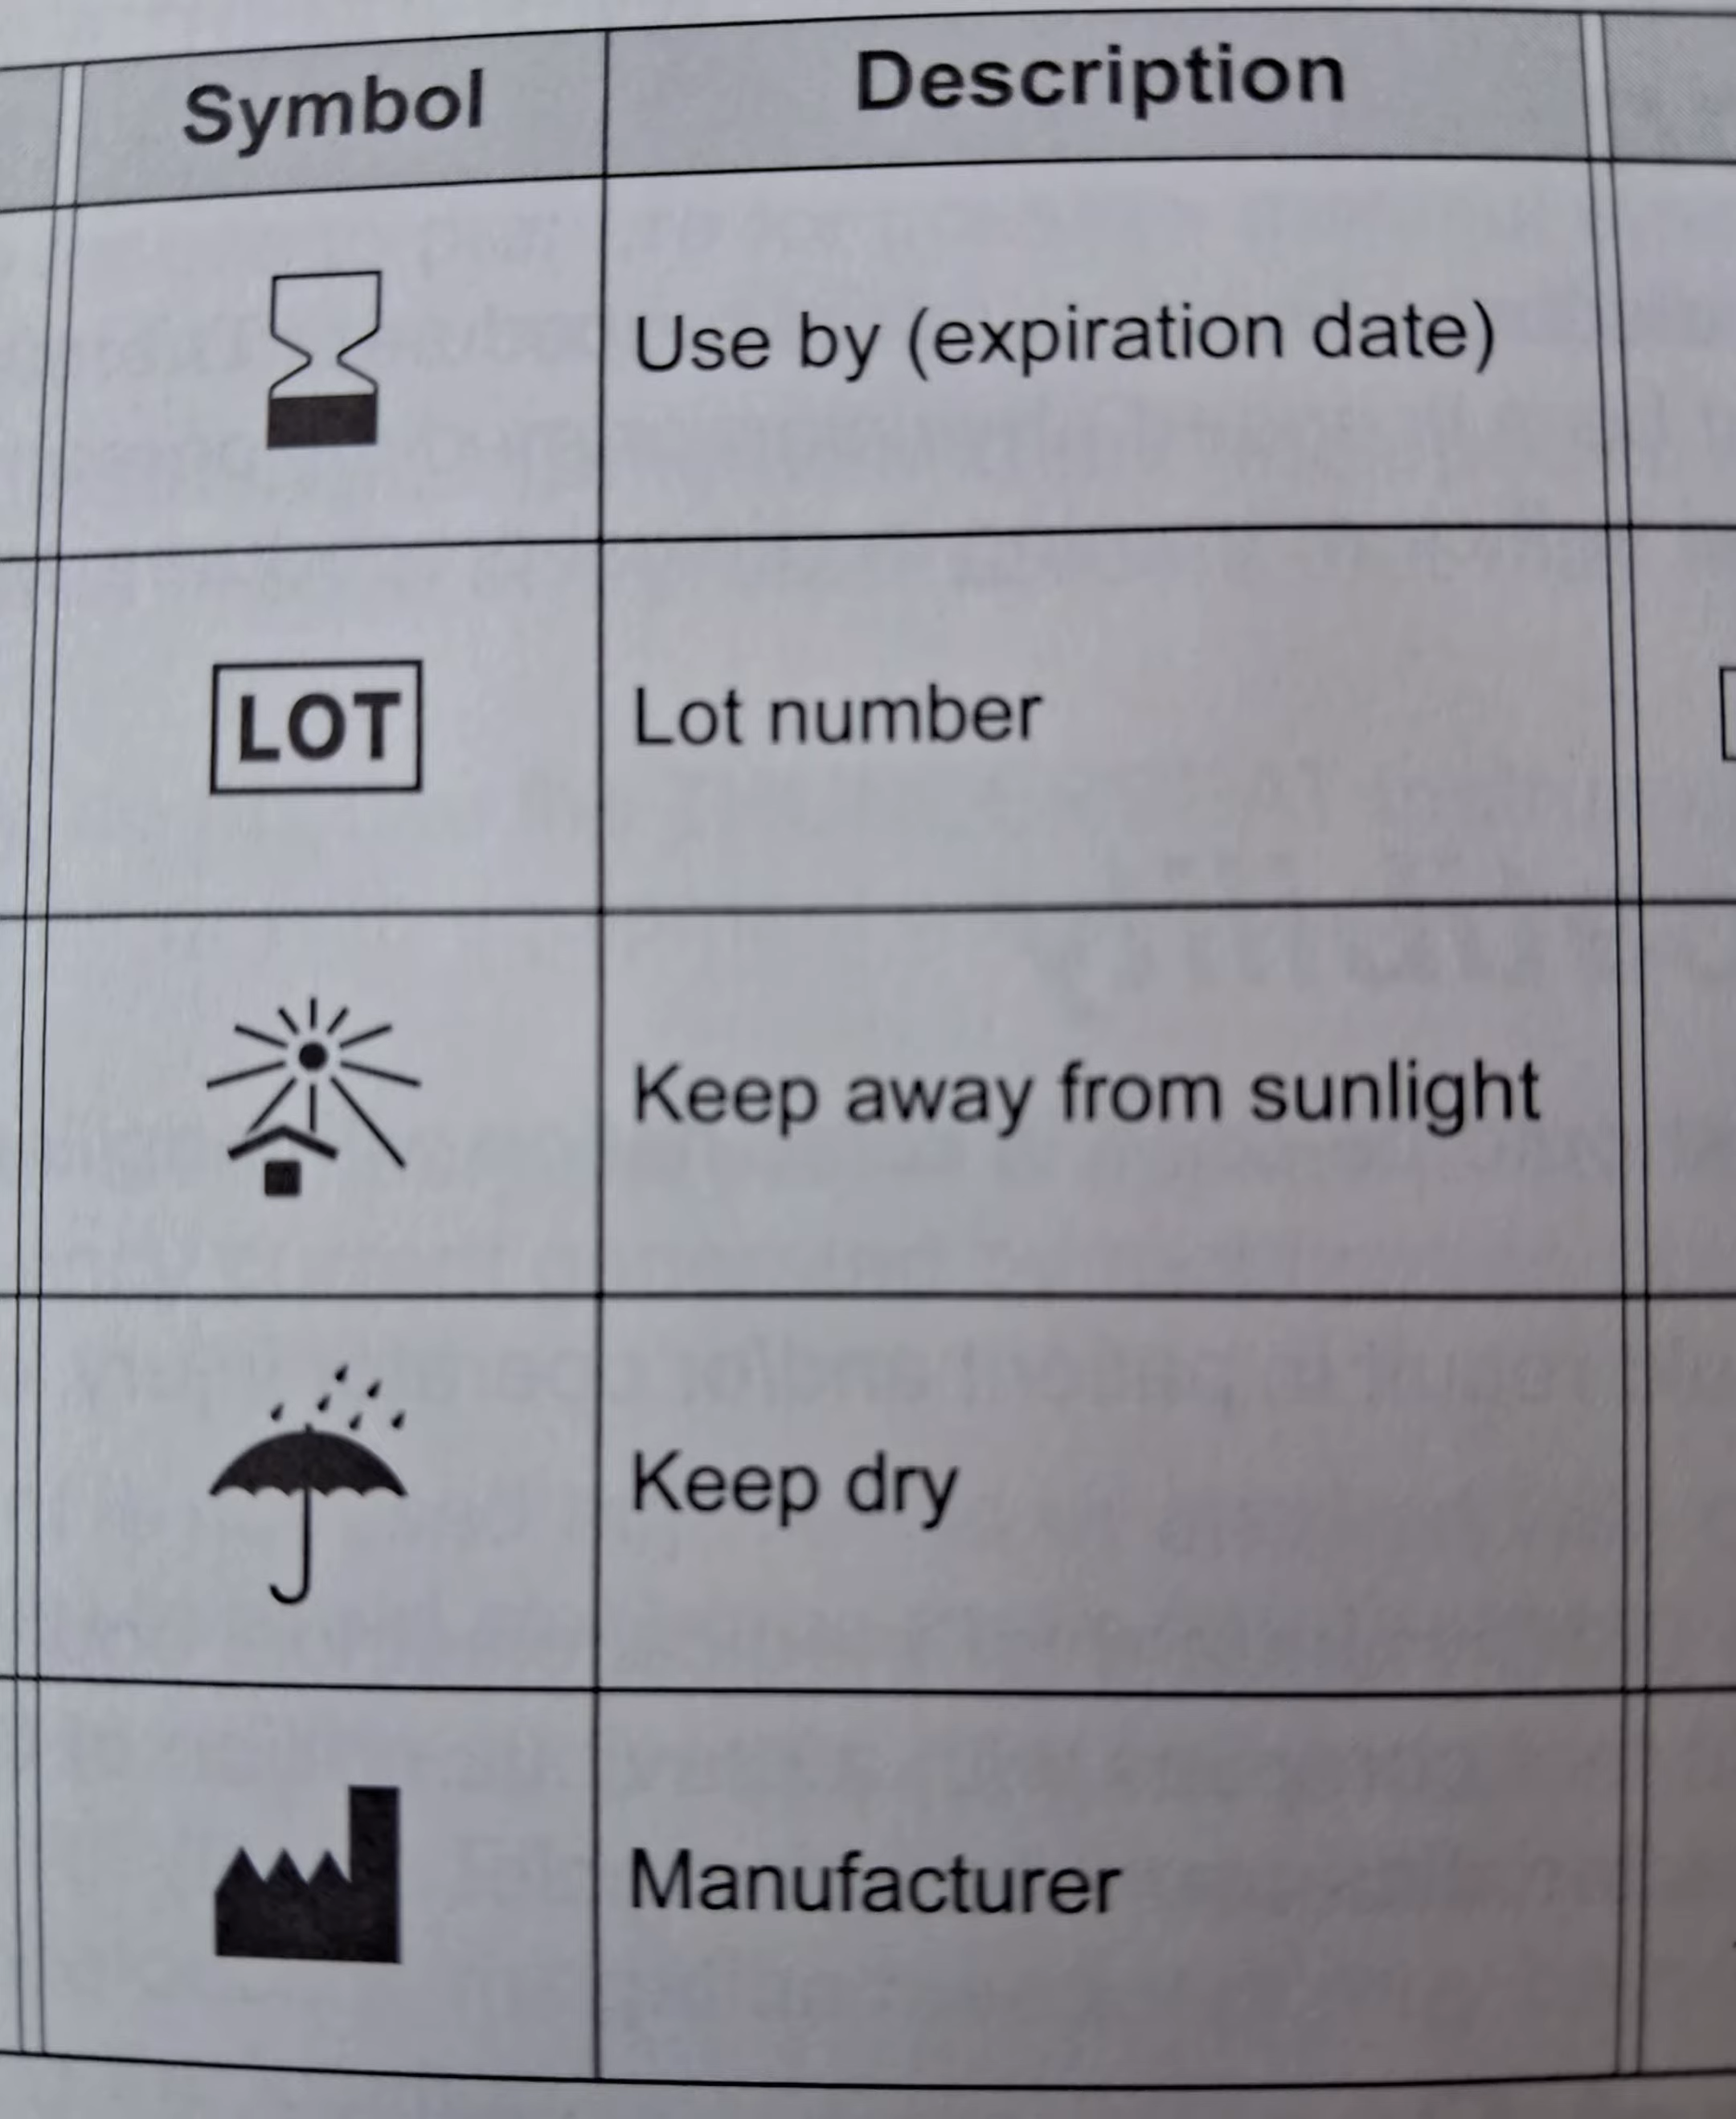 Symbol Description
Use by (expiration date)
LOT Lot number
Keep away from sunlight
Keep dry
Manufacturer